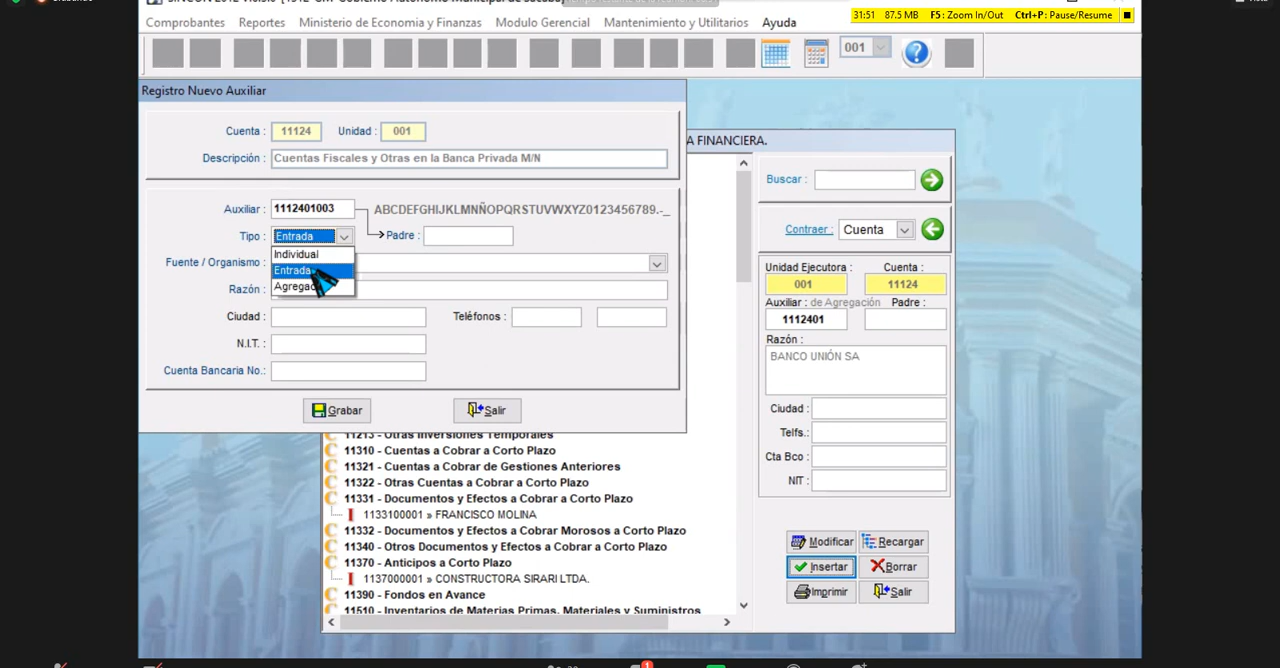 Comprobantes Reportes Ministerio de Economia y Finanzas Modulo Gerencial Mantenimiento y Utilitarios Ayuda
31:51 87.5 MB F5: Zoom In/Out Ctrl+P: Pause/Resume
001
Registro Nuevo Auxiliar
Cuenta : 11124 Unidad : 001
Descripción : Cuentas Fiscales y Otras en la Banca Privada M/N
Auxiliar : 1112401003 ABCDEFGHIJKLMNÑOPQRSTUVWXYZ0123456789.-_
Tipo : Entrada Padre :
Individual
Entrada
Fuente / Organismo :
Razón :
Ciudad : Teléfonos :
N.I.T. :
Cuenta Bancaria No.:
Grabar Salir
A FINANCIERA.
Buscar :
Contraer : Cuenta
Unidad Ejecutora : Cuenta :
001 11124
Auxiliar : de Agregación Padre :
1112401
Razón :
BANCO UNIÓN SA
Ciudad :
Telfs.:
Cta Bco :
NIT :
Modificar Recargar
Insertar Borrar
Imprimir Salir
11213 - Otras Inversiones Temporales
11310 - Cuentas a Cobrar a Corto Plazo
11321 - Cuentas a Cobrar de Gestiones Anteriores
11322 - Otras Cuentas a Cobrar a Corto Plazo
11331 - Documentos y Efectos a Cobrar a Corto Plazo
1133100001 » FRANCISCO MOLINA
11332 - Documentos y Efectos a Cobrar Morosos a Corto Plazo
11340 - Otros Documentos y Efectos a Cobrar a Corto Plazo
11370 - Anticipos a Corto Plazo
1137000001 » CONSTRUCTORA SIRARI LTDA.
11390 - Fondos en Avance
11510 - Inventarios de Materias Primas, Materiales y Suministros